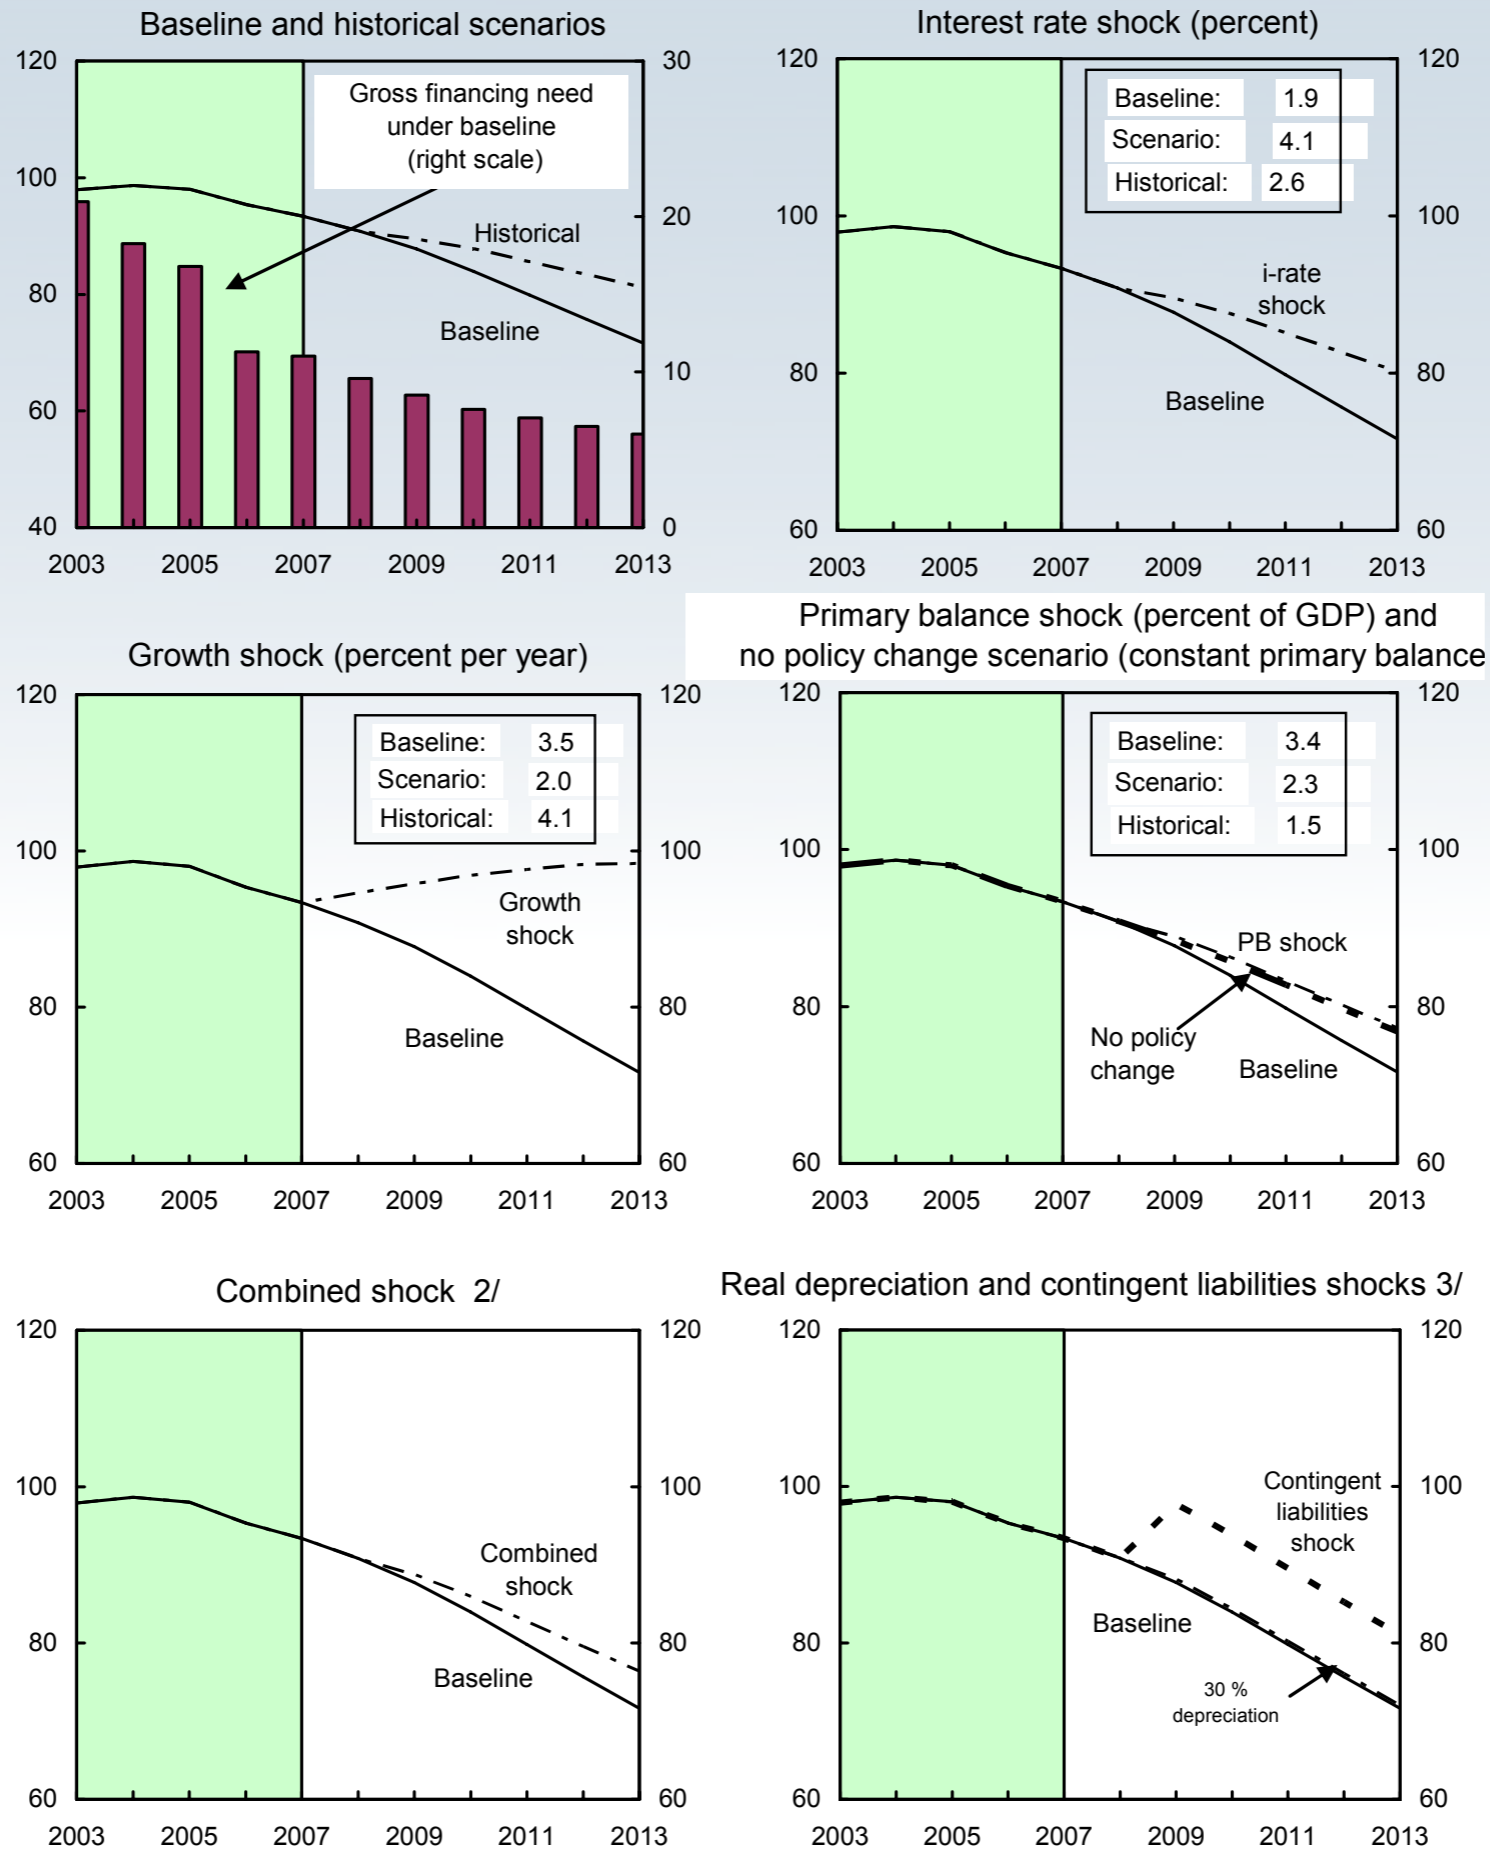 Baseline and historical scenarios
120
100
80
60
40
30
20
10
0
Gross financing need
under baseline
(right scale)
Historical
Baseline
2003 2005 2007 2009 2011 2013
Interest rate shock (percent)
120
100
80
60
120
100
80
60
Baseline: 1.9
Scenario: 4.1
Historical: 2.6
i-rate
shock
Baseline
2003 2005 2007 2009 2011 2013
Growth shock (percent per year)
120
100
80
60
120
100
80
60
Baseline: 3.5
Scenario: 2.0
Historical: 4.1
Growth
shock
Baseline
2003 2005 2007 2009 2011 2013
Primary balance shock (percent of GDP) and
no policy change scenario (constant primary balance
120
100
80
60
120
100
80
60
Baseline: 3.4
Scenario: 2.3
Historical: 1.5
PB shock
No policy
change
Baseline
2003 2005 2007 2009 2011 2013
Combined shock 2/
120
100
80
60
120
100
80
60
Combined
shock
Baseline
2003 2005 2007 2009 2011 2013
Real depreciation and contingent liabilities shocks 3/
120
100
80
60
120
100
80
60
Contingent
liabilities
shock
Baseline
30 %
depreciation
2003 2005 2007 2009 2011 2013